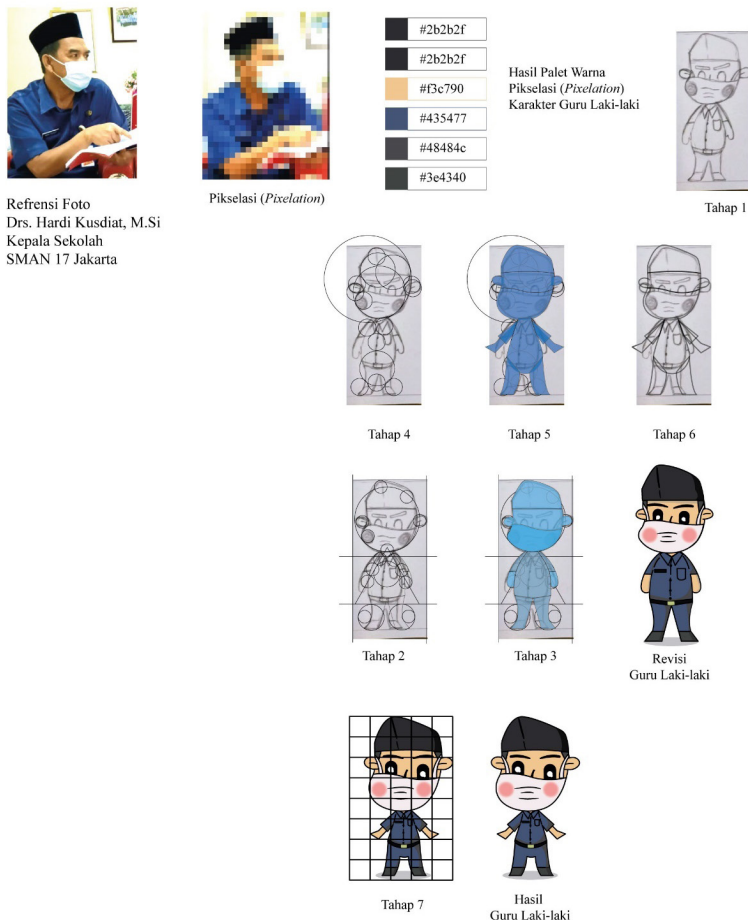 #2b2b2f
#2b2b2f
#f3c790
#435477
#48484c
#3e4340
Hasil Palet Warna
Pikselasi (Pixelation)
Karakter Guru Laki-laki
Refrensi Foto
Drs. Hardi Kusdiat, M.Si
Kepala Sekolah
SMAN 17 Jakarta
Pikselasi (Pixelation)
Tahap 1
Tahap 4
Tahap 5
Tahap 6
Tahap 2
Tahap 3
Revisi
Guru Laki-laki
Tahap 7
Hasil
Guru Laki-laki